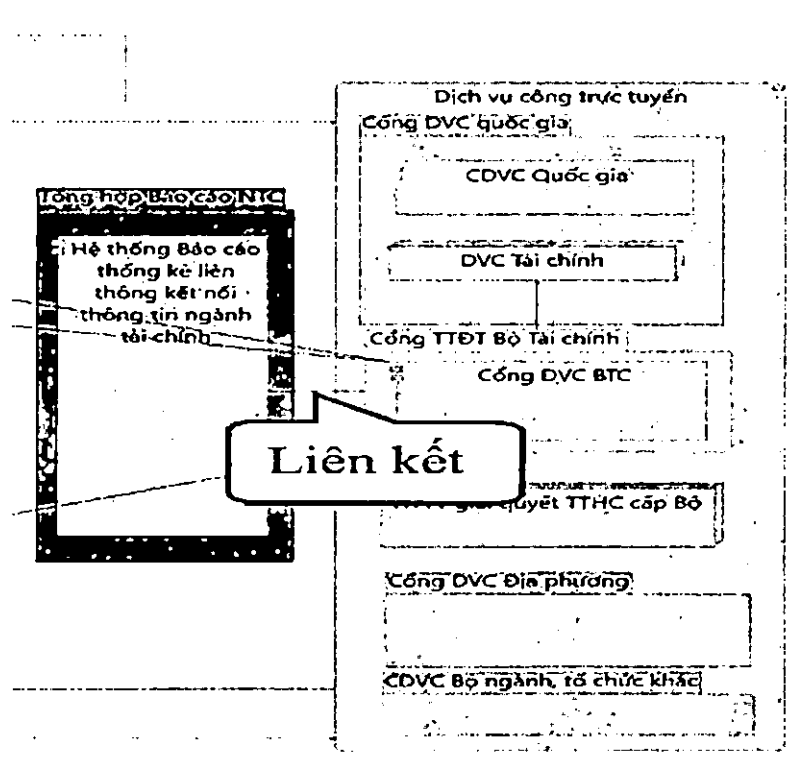 Dịch vụ công trực tuyến
Cổng DVC quốc gia
CDVC Quốc gia
DVC Tài chính
Tổng hợp Báo cáo NTC
Hệ thống Báo cáo
thống kê liên
thông kết nối
thông tin ngành
tài chính
Cổng TTĐT Bộ Tài chính
Cổng DVC BTC
Liên kết
quyết TTHC cấp Bộ
Cổng DVC Địa phương
CDVC Bộ ngành, tổ chức khác